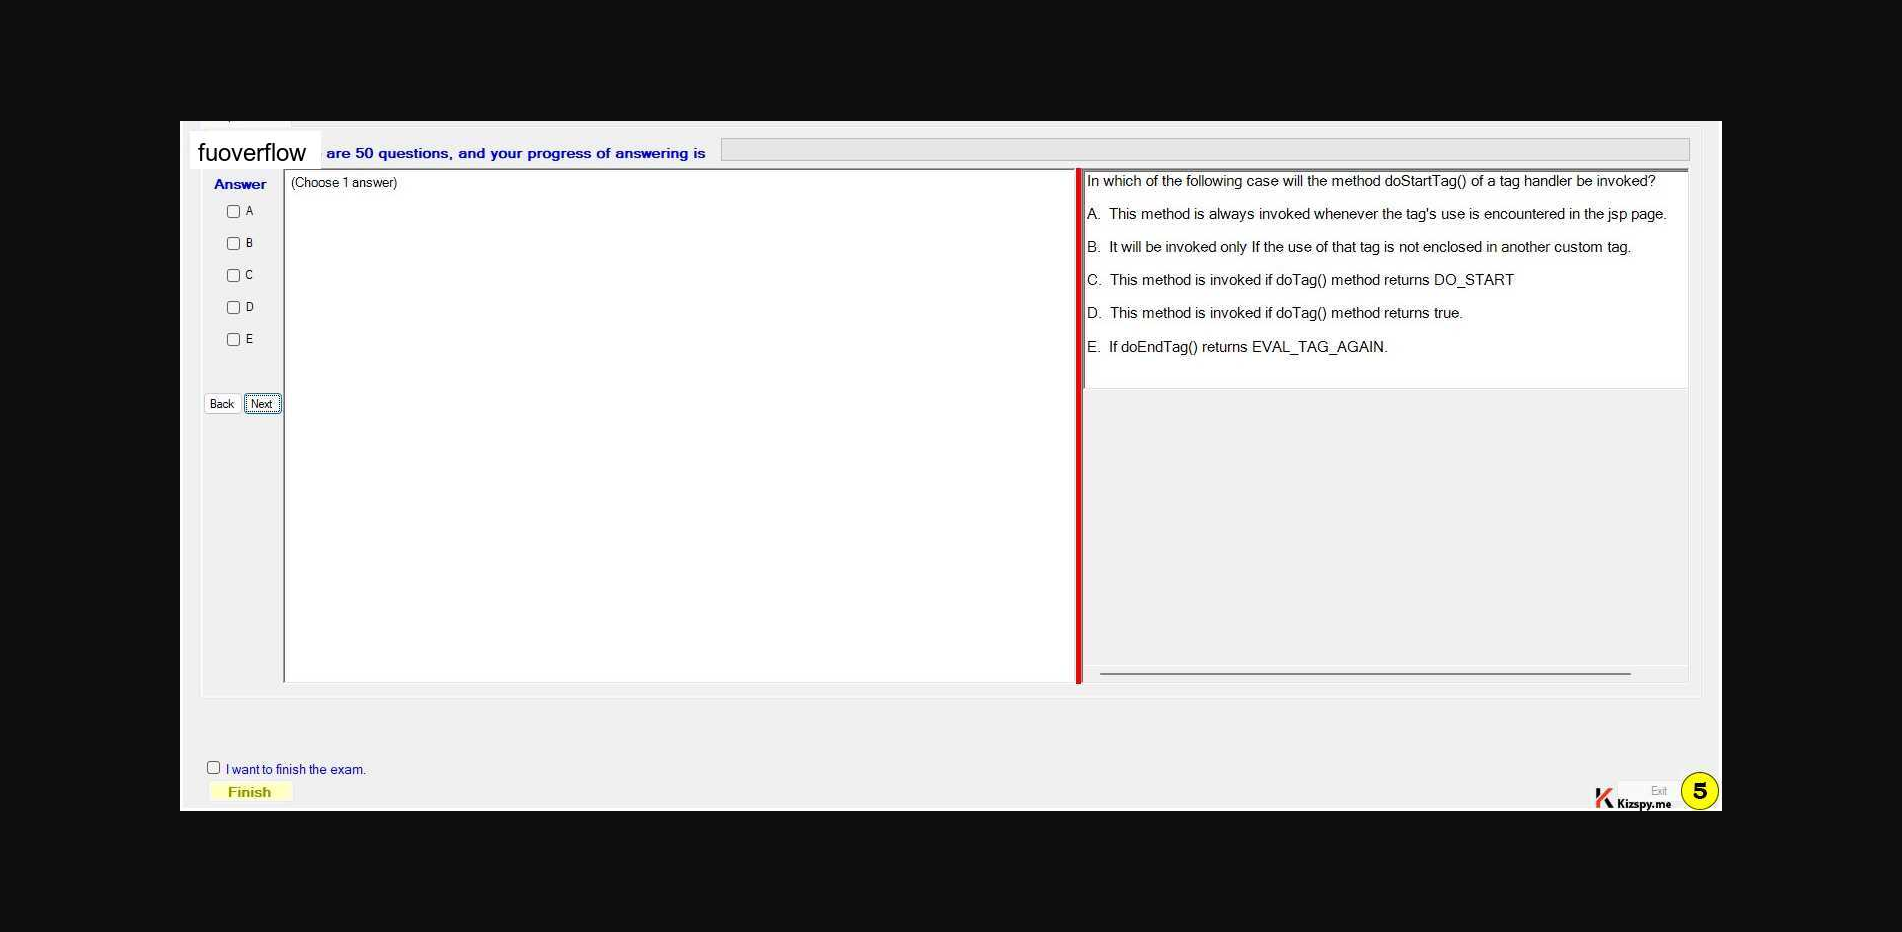 fuoverflow are 50 questions, and your progress of answering is
Answer
A
B
C
D
E
Back Next
(Choose 1 answer)
In which of the following case will the method doStartTag() of a tag handler be invoked?
A. This method is always invoked whenever the tag's use is encountered in the jsp page.
B. It will be invoked only If the use of that tag is not enclosed in another custom tag.
C. This method is invoked if doTag() method returns DO_START
D. This method is invoked if doTag() method returns true.
E. If doEndTag() returns EVAL_TAG_AGAIN.
I want to finish the exam.
Finish
Exit
Kizspy.me
5